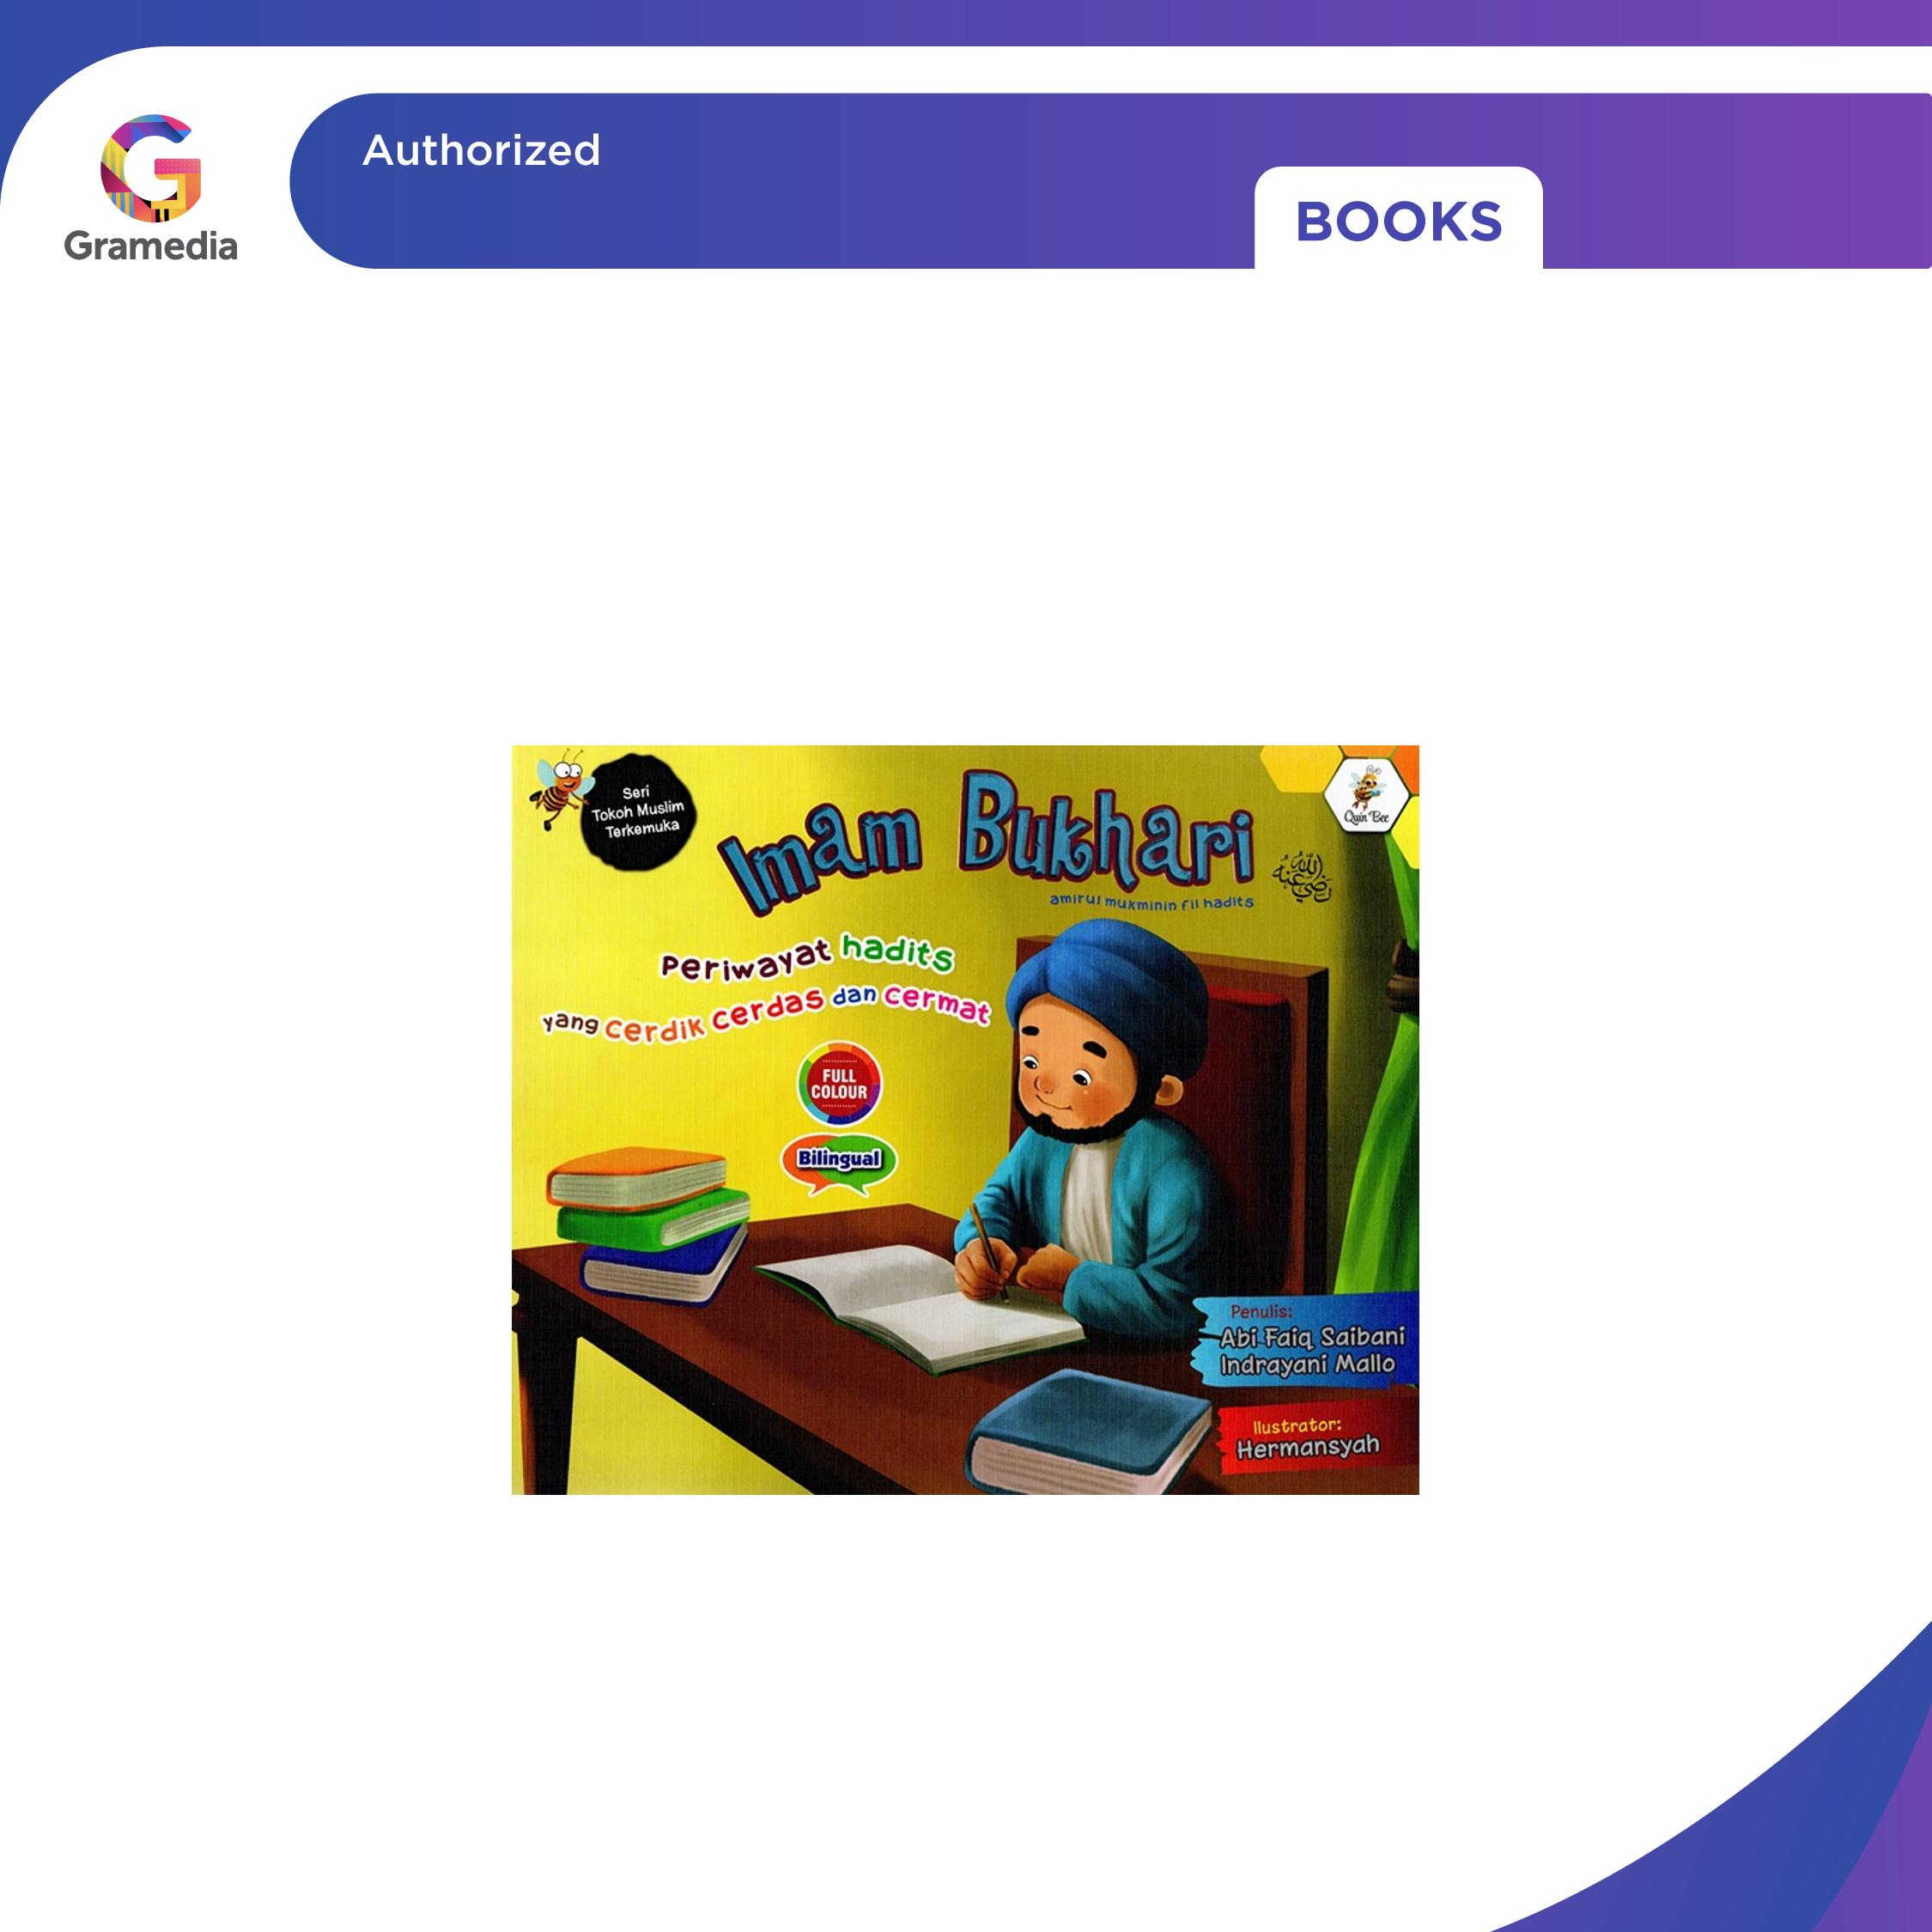 Authorized
Gramedia
BOOKS
Seri
Tokoh Muslim
Terkemuka
Imam Bukhari
رضي الله عنه
amirul mukminin fil hadits
Quin Bee
Periwayat hadits
yang cerdik cerdas dan cermat
FULL
COLOUR
Bilingual
Penulis:
Abi Faiq Saibani
Indrayani Mallo
Ilustrator:
Hermansyah